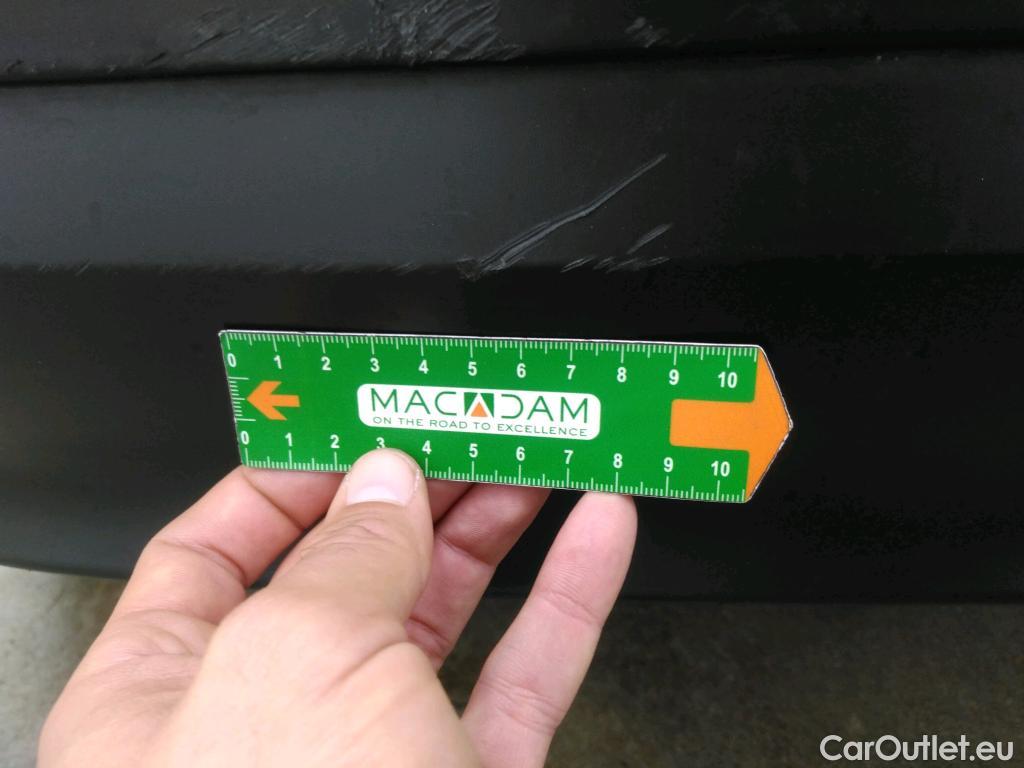 0 1 2 3 4 5 6 7 8 9 10
MACADAM
ON THE ROAD TO EXCELLENCE
0 1 2 3 4 5 6 7 8 9 10
CarOutlet.eu